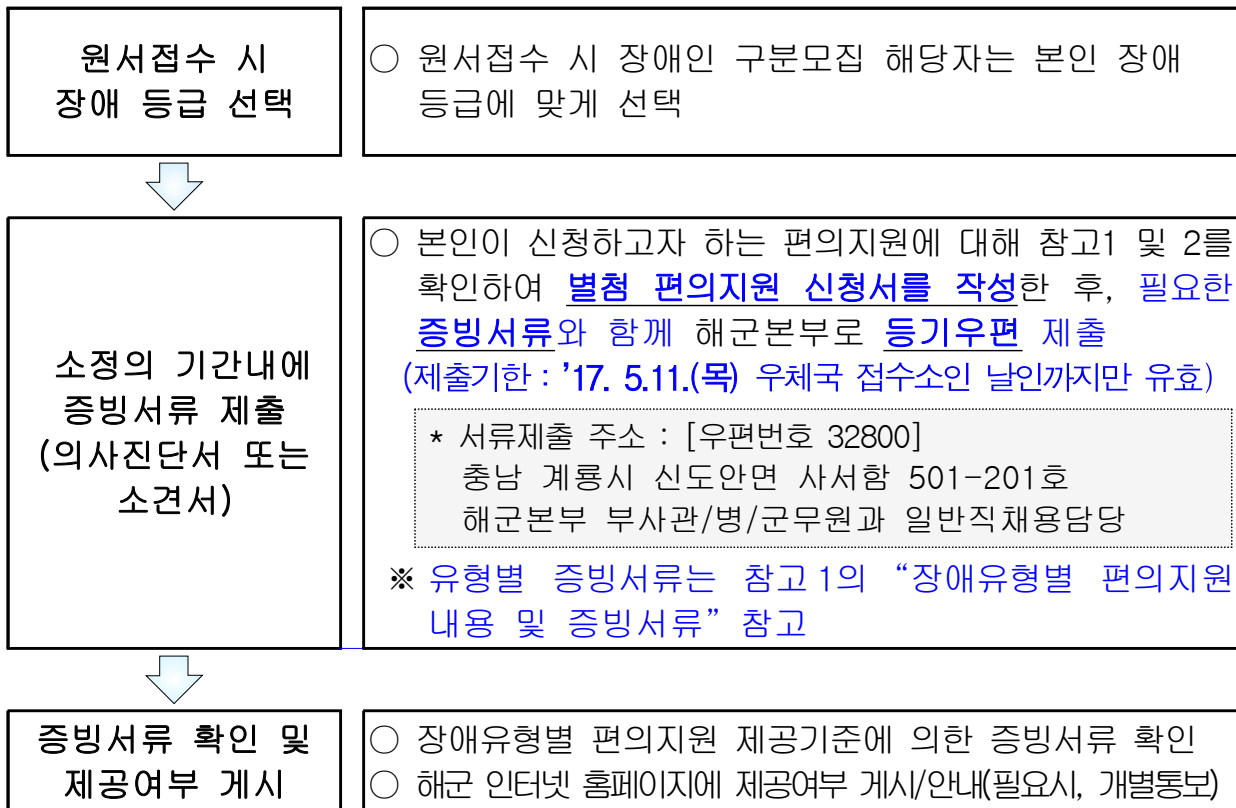 원서접수 시
장애 등급 선택
○ 원서접수 시 장애인 구분모집 해당자는 본인 장애
등급에 맞게 선택
소정의 기간내에
증빙서류 제출
(의사진단서 또는
소견서)
○ 본인이 신청하고자 하는 편의지원에 대해 참고1 및 2를
확인하여 별첨 편의지원 신청서를 작성한 후, 필요한
증빙서류와 함께 해군본부로 등기우편 제출
(제출기한 : ’17. 5.11.(목) 우체국 접수소인 날인까지만 유효)
* 서류제출 주소 : [우편번호 32800]
충남 계룡시 신도안면 사서함 501-201호
해군본부 부사관/병/군무원과 일반직채용담당
※ 유형별 증빙서류는 참고 1의 “장애유형별 편의지원
내용 및 증빙서류” 참고
증빙서류 확인 및
제공여부 게시
○ 장애유형별 편의지원 제공기준에 의한 증빙서류 확인
○ 해군 인터넷 홈페이지에 제공여부 게시/안내(필요시, 개별통보)